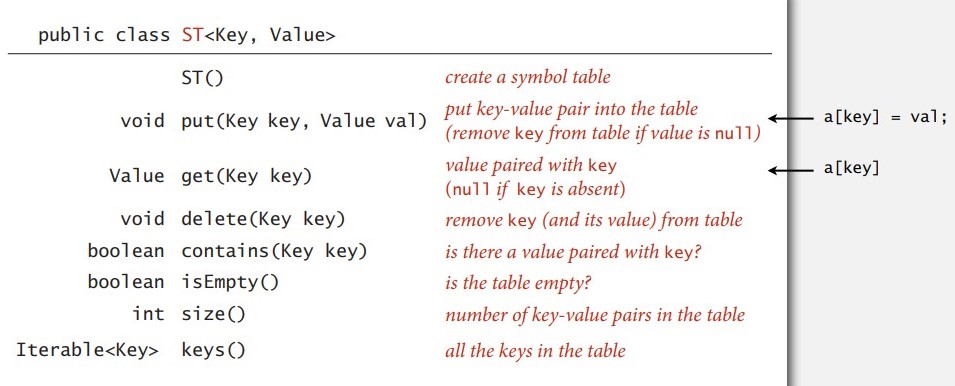 public class ST<Key, Value>
ST() create a symbol table
void put(Key key, Value val) put key-value pair into the table
(remove key from table if value is null)
a[key] = val;
Value get(Key key) value paired with key
(null if key is absent)
a[key]
void delete(Key key) remove key (and its value) from table
boolean contains(Key key) is there a value paired with key?
boolean isEmpty() is the table empty?
int size() number of key-value pairs in the table
Iterable<Key> keys() all the keys in the table